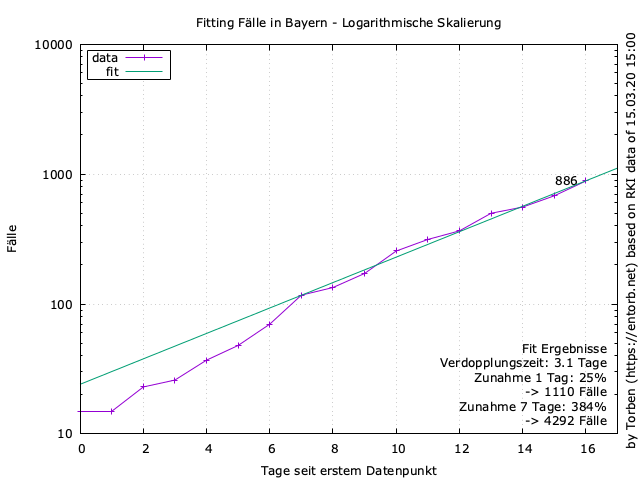 Fitting Fälle in Bayern - Logarithmische Skalierung
10000
1000
100
10
Fälle
data
fit
886
Fit Ergebnisse
Verdopplungszeit: 3.1 Tage
Zunahme 1 Tag: 25%
-> 1110 Fälle
Zunahme 7 Tage: 384%
-> 4292 Fälle
0 2 4 6 8 10 12 14 16
Tage seit erstem Datenpunkt
by Torben (https://entorb.net) based on RKI data of 15.03.20 15:00